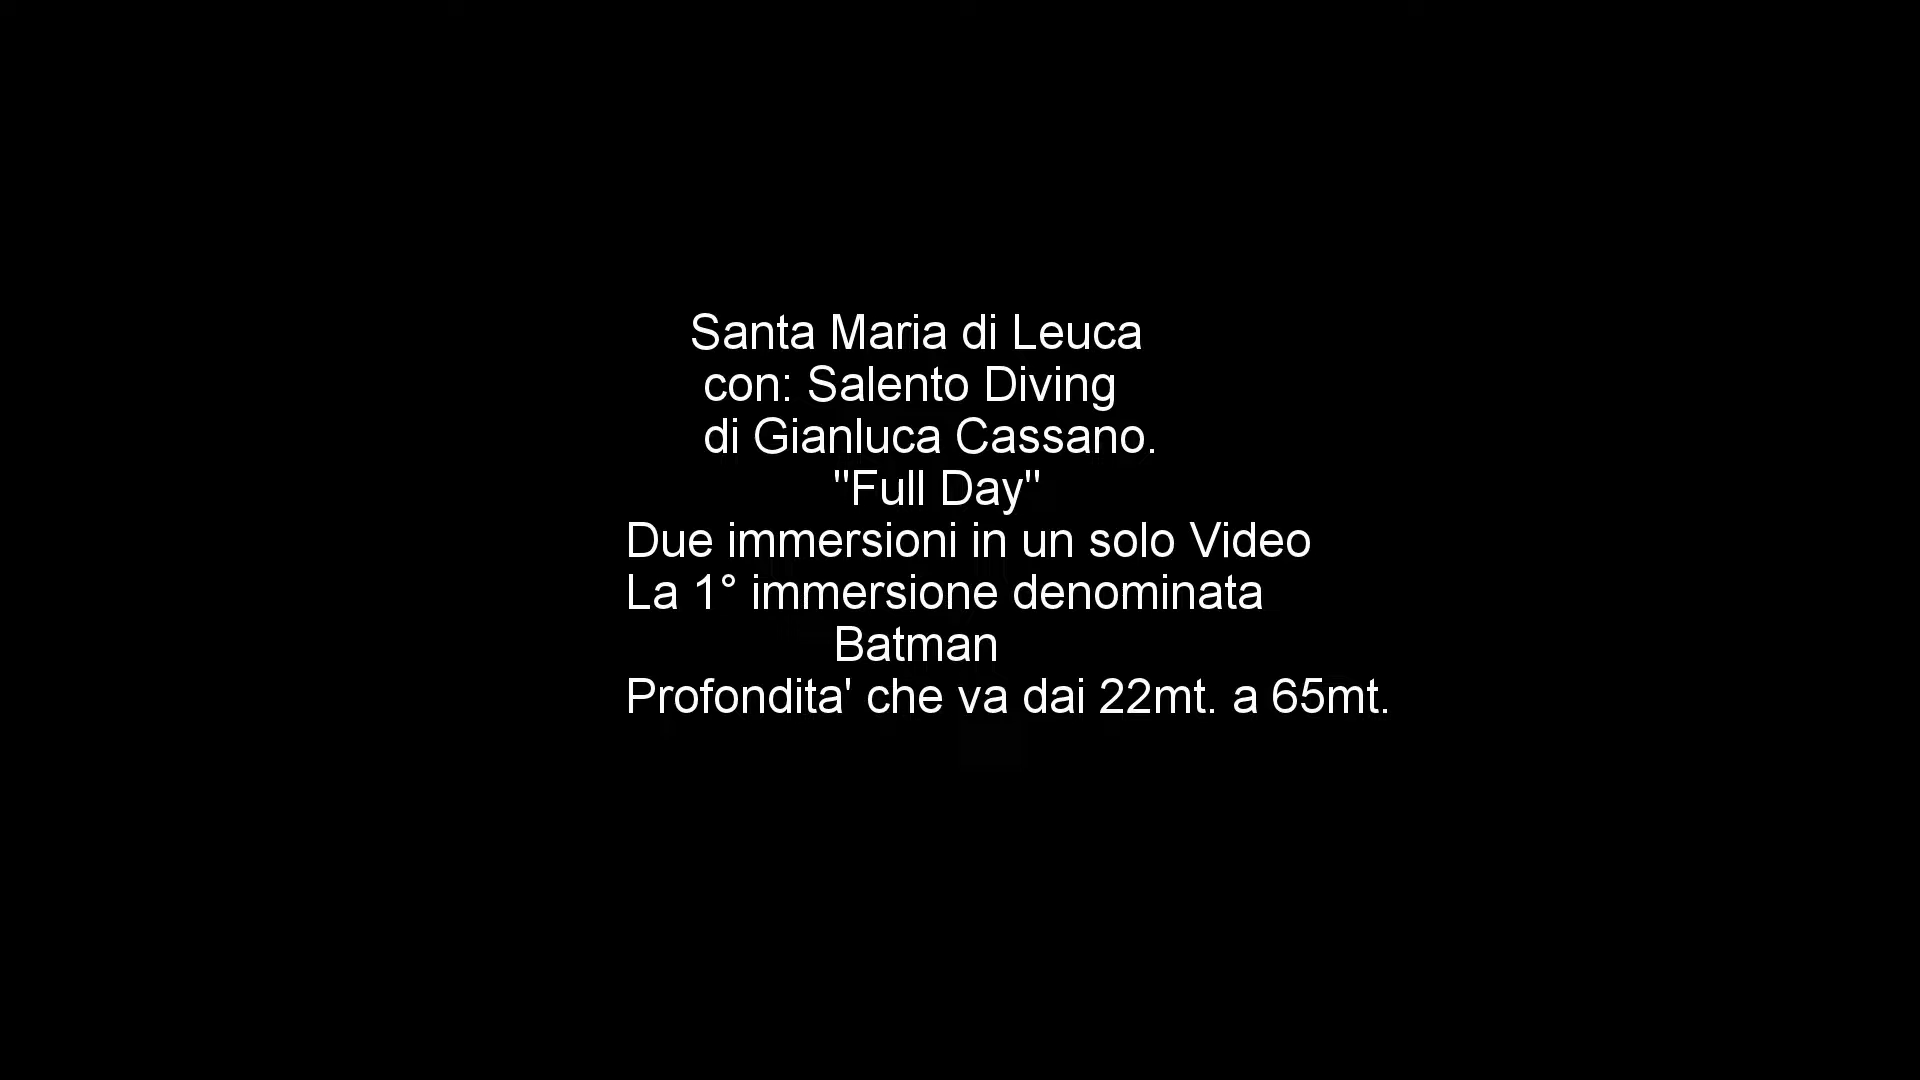 Santa Maria di Leuca
con: Salento Diving
di Gianluca Cassano.
"Full Day"
Due immersioni in un solo Video
La 1° immersione denominata
Batman
Profondita' che va dai 22mt. a 65mt.